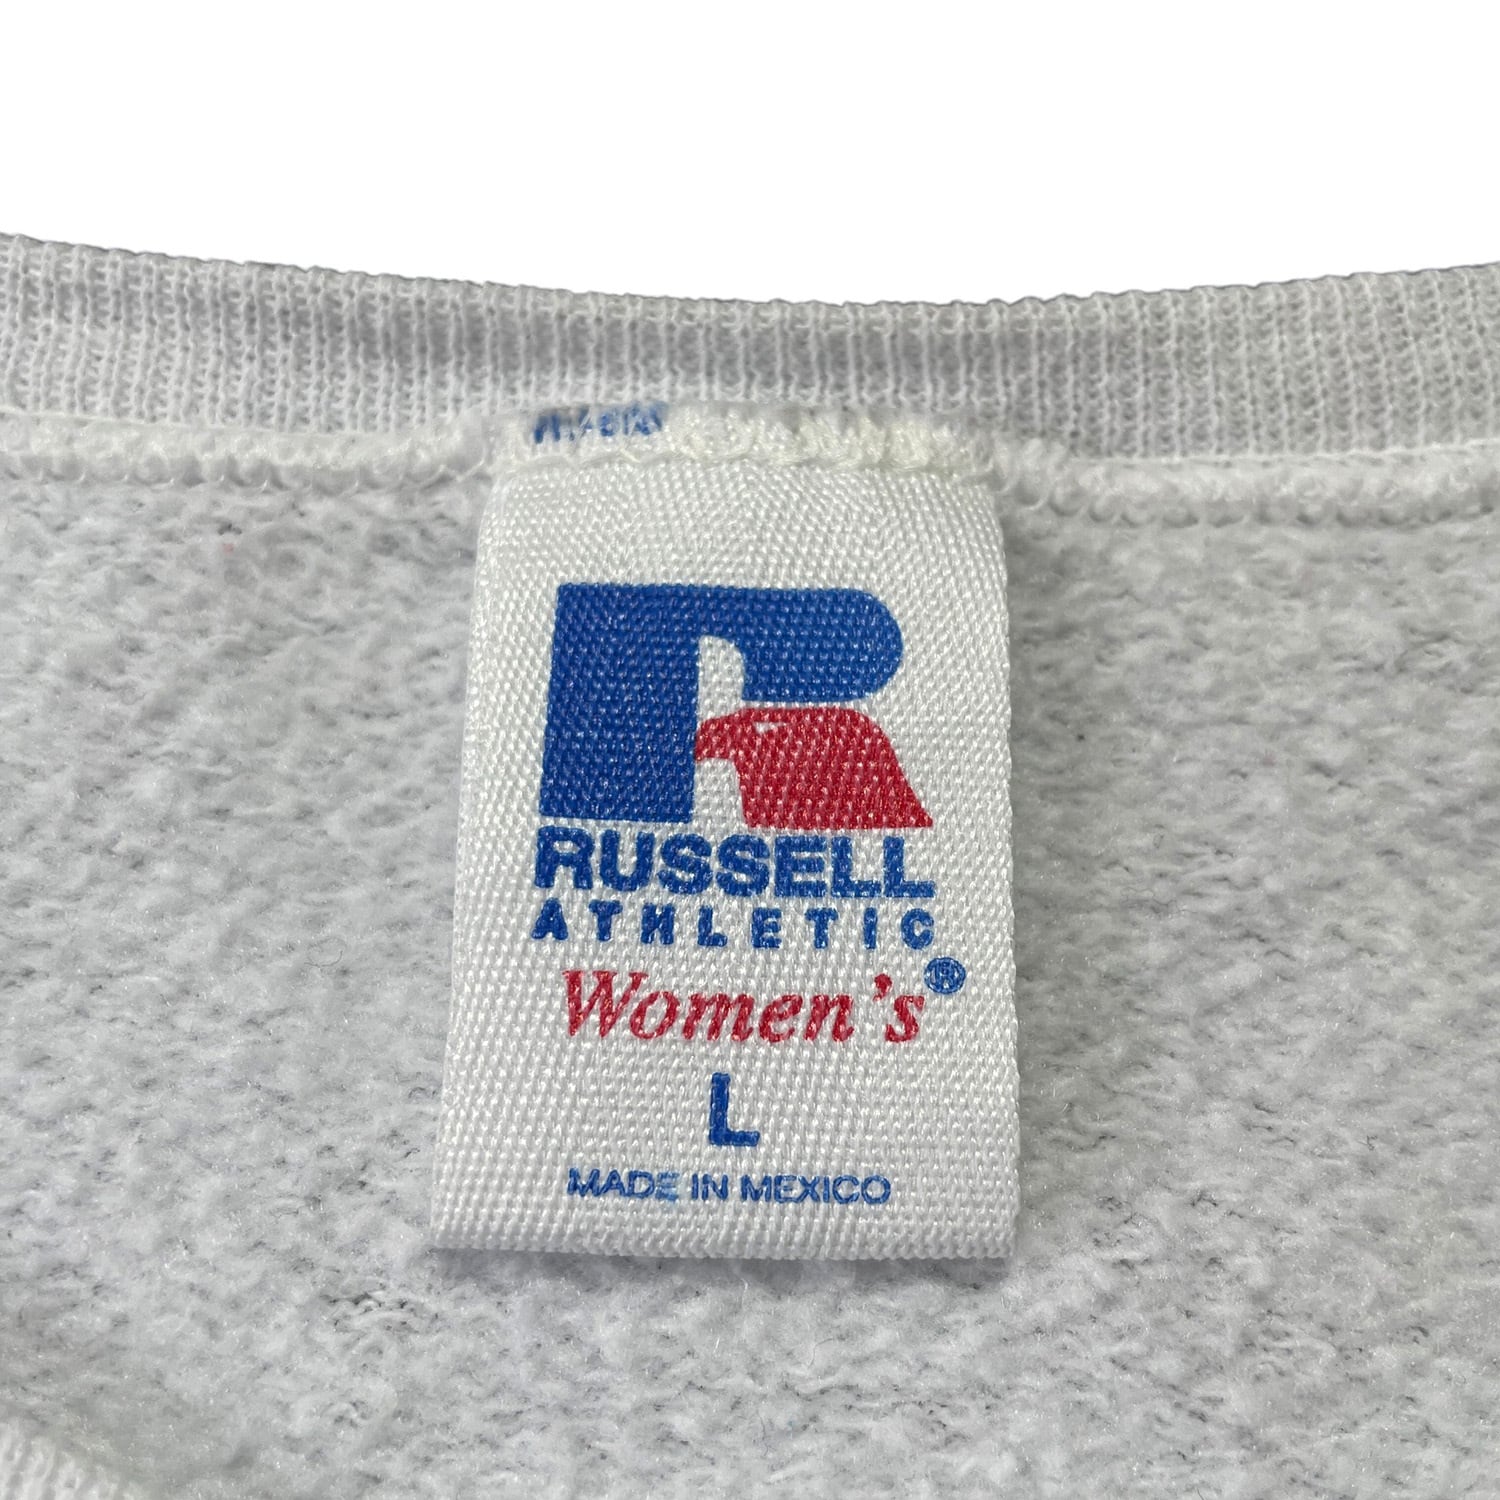 RUSSELL
ATHLETIC
Women's®
L
MADE IN MEXICO